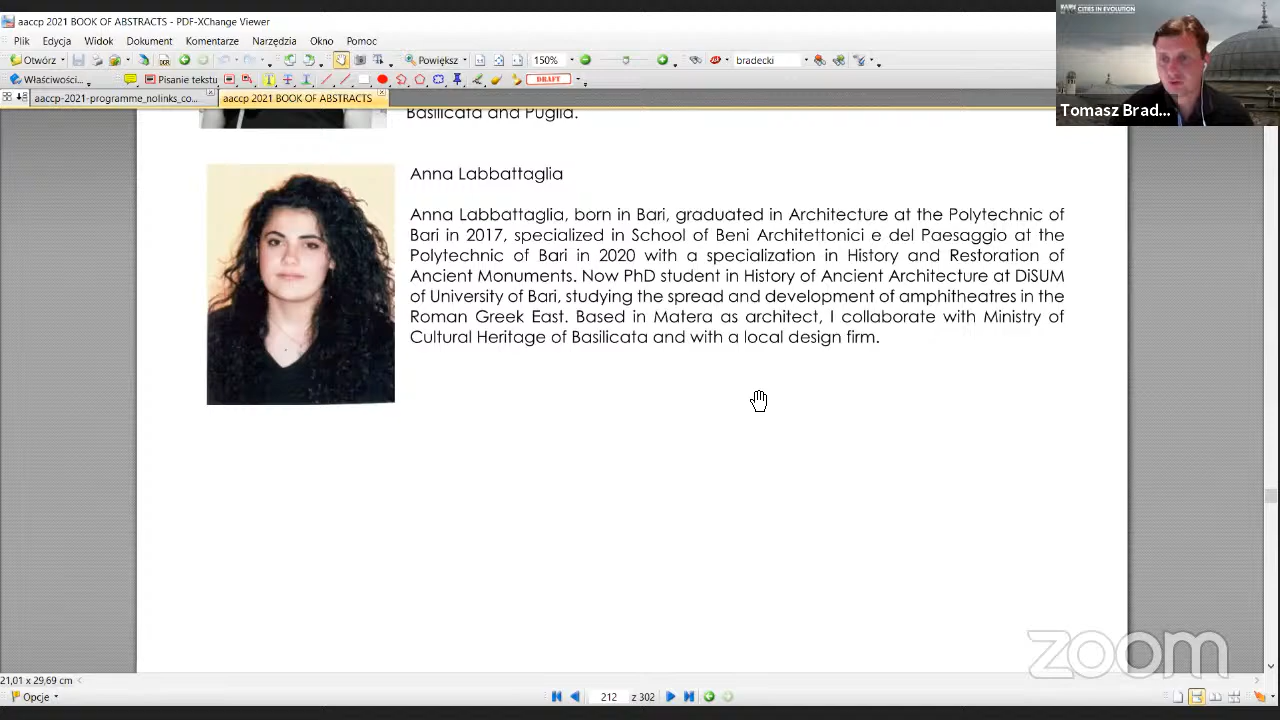 aaccp 2021 BOOK OF ABSTRACTS - PDF-XChange Viewer
Plik Edycja Widok Dokument Komentarze Narzędzia Okno Pomoc
Otwórz Powiększ 150% bradecki
Właściwości... Pisanie tekstu DRAFT
aaccp-2021-programme_nolinks_co... aaccp 2021 BOOK OF ABSTRACTS
CITIES IN EVOLUTION
Tomasz Brad...
Basilicata and Puglia.
Anna Labbattaglia
Anna Labbattaglia, born in Bari, graduated in Architecture at the Polytechnic of
Bari in 2017, specialized in School of Beni Architettonici e del Paesaggio at the
Polytechnic of Bari in 2020 with a specialization in History and Restoration of
Ancient Monuments. Now PhD student in History of Ancient Architecture at DiSUM
of University of Bari, studying the spread and development of amphitheatres in the
Roman Greek East. Based in Matera as architect, I collaborate with Ministry of
Cultural Heritage of Basilicata and with a local design firm.
zoom
21,01 x 29,69 cm
Opcje 212 z 302